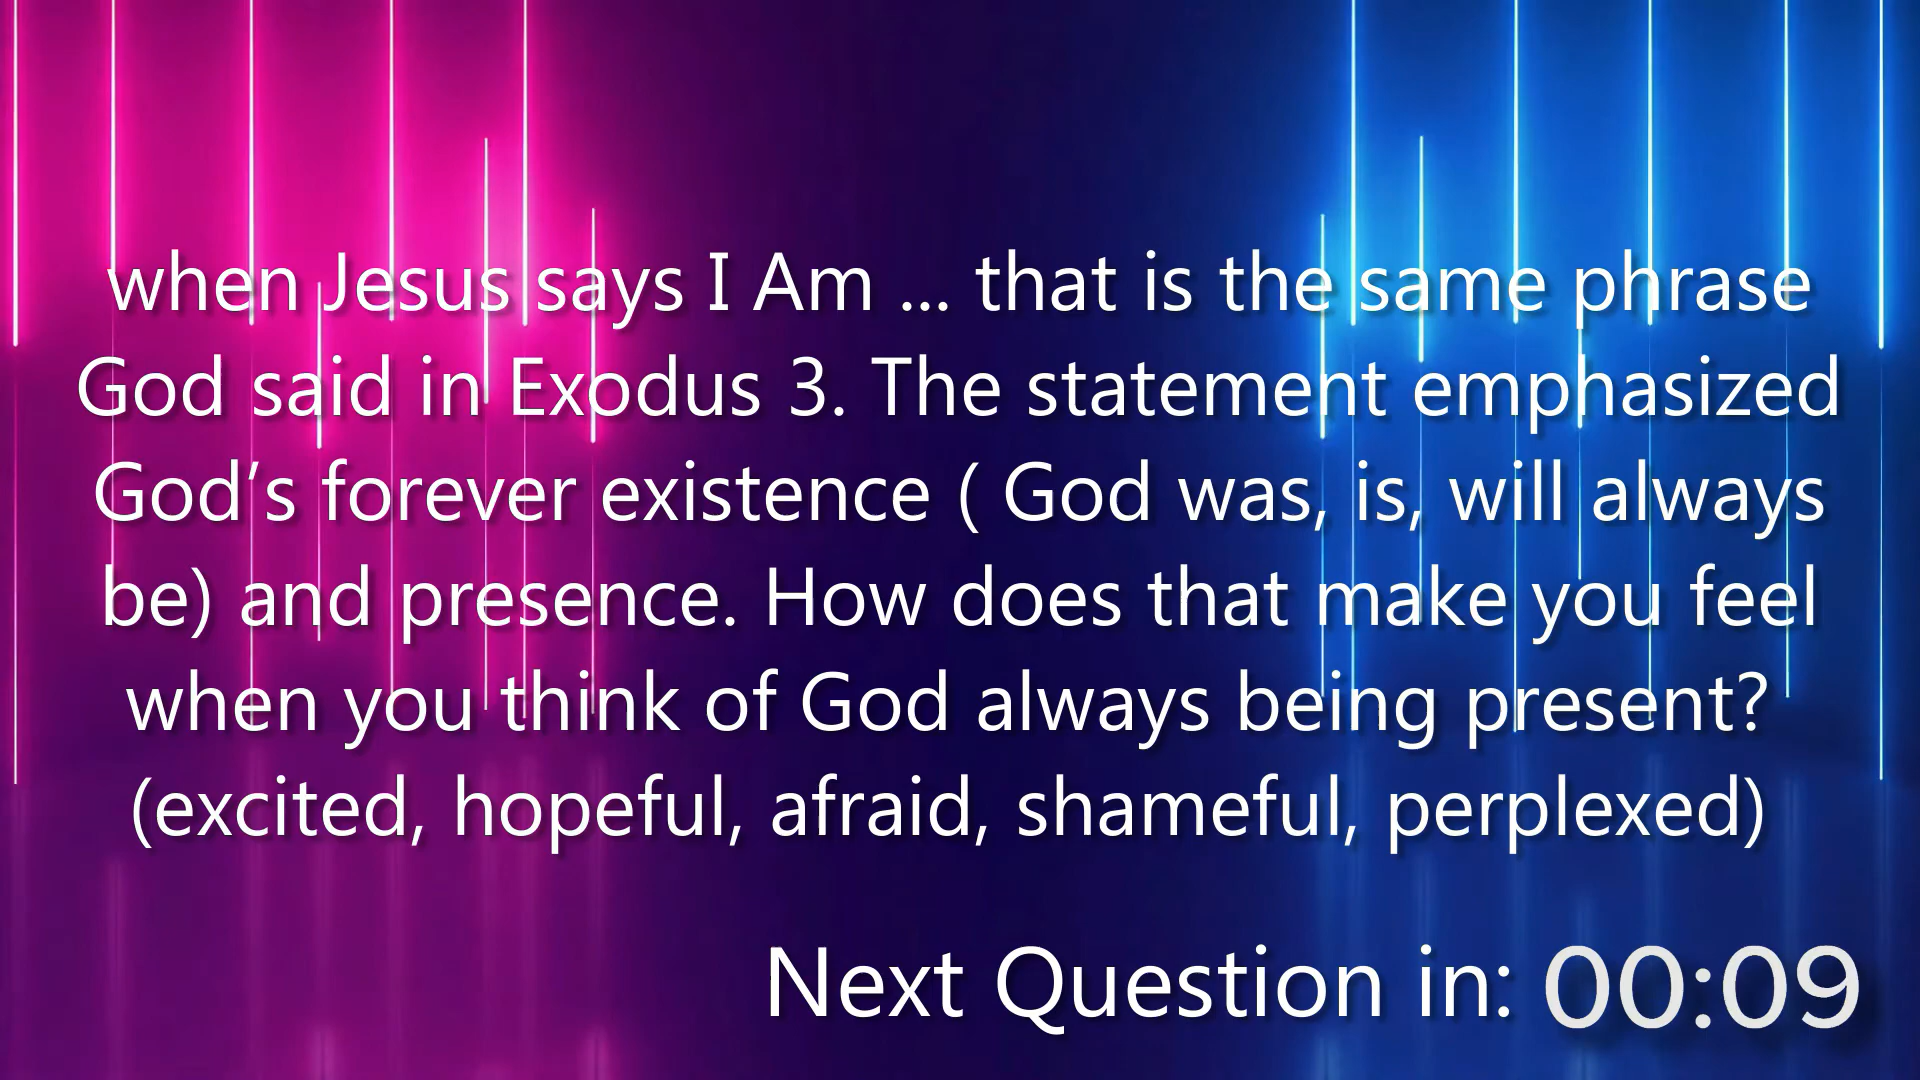 when Jesus says I Am ... that is the same phrase
God said in Exodus 3. The statement emphasized
God's forever existence ( God was, is, will always
be) and presence. How does that make you feel
when you think of God always being present?
(excited, hopeful, afraid, shameful, perplexed)
Next Question in: 00:09